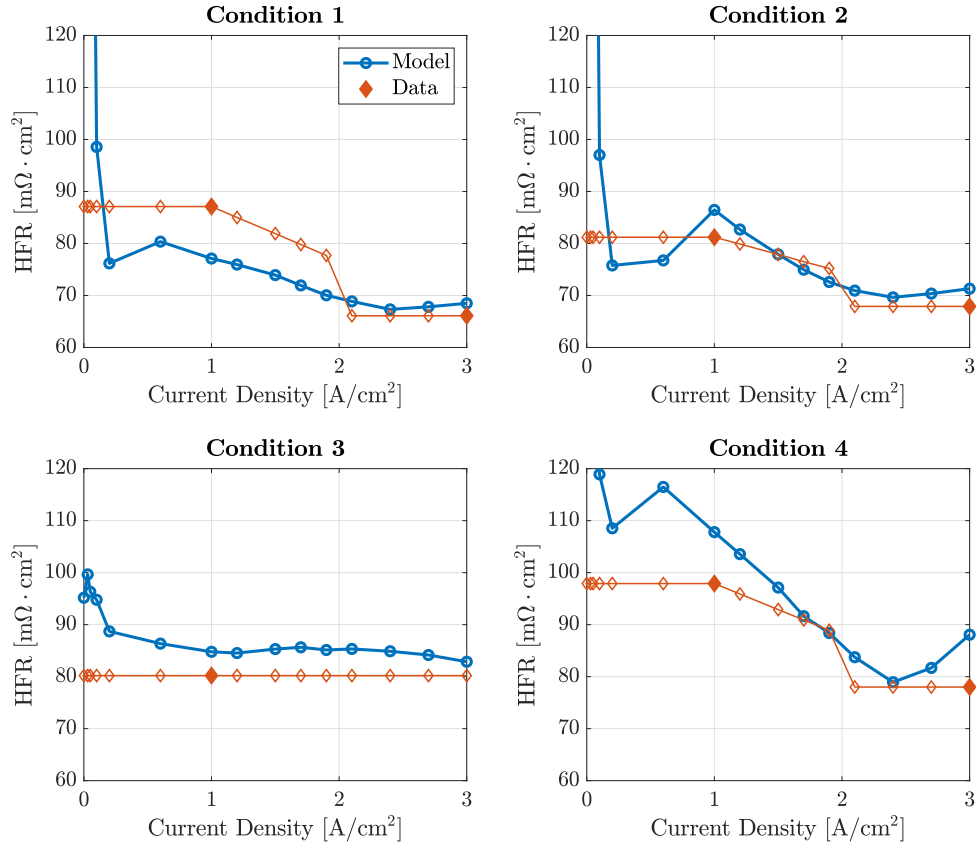 Condition 1
120
110
100
90
80
70
60
HFR [mΩ · cm²]
0 1 2 3
Current Density [A/cm²]
Model
Data
Condition 2
120
110
100
90
80
70
60
HFR [mΩ · cm²]
0 1 2 3
Current Density [A/cm²]
Condition 3
120
110
100
90
80
70
60
HFR [mΩ · cm²]
0 1 2 3
Current Density [A/cm²]
Condition 4
120
110
100
90
80
70
60
HFR [mΩ · cm²]
0 1 2 3
Current Density [A/cm²]